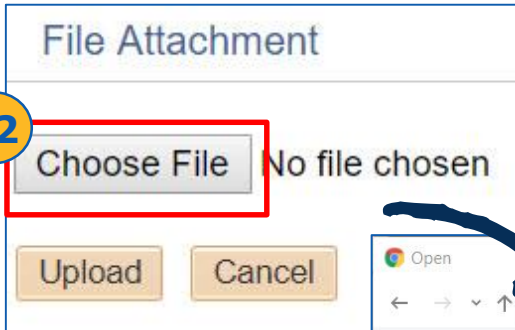 File Attachment
2
Choose File No file chosen
Upload Cancel
Open